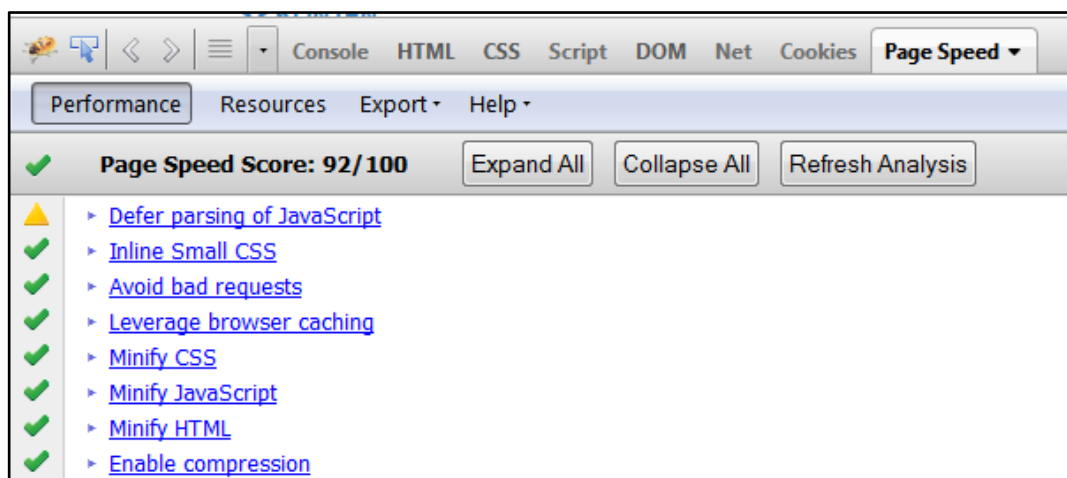 Console HTML CSS Script DOM Net Cookies Page Speed
Performance Resources Export Help
Page Speed Score: 92/100 Expand All Collapse All Refresh Analysis
Defer parsing of JavaScript
Inline Small CSS
Avoid bad requests
Leverage browser caching
Minify CSS
Minify JavaScript
Minify HTML
Enable compression